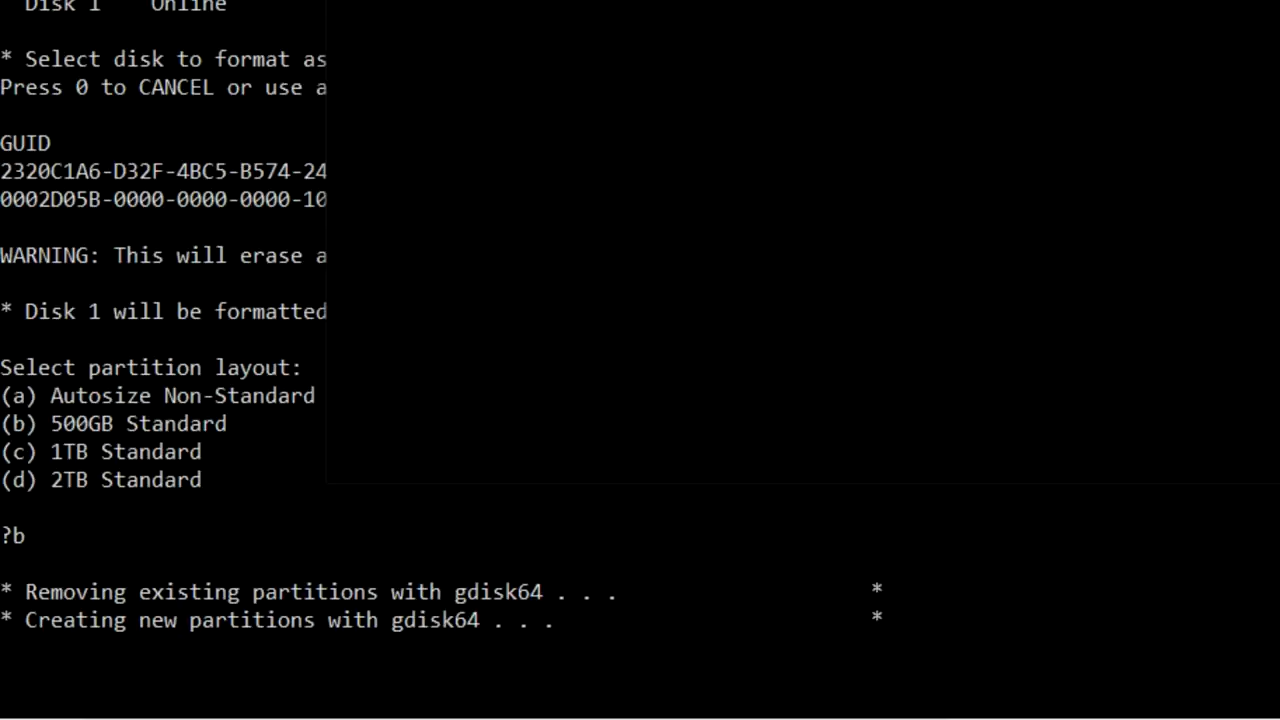 Disk 1 Online
* Select disk to format as
Press 0 to CANCEL or use a
GUID
2320C1A6-D32F-4BC5-B574-24
0002D05B-0000-0000-0000-10
WARNING: This will erase a
* Disk 1 will be formatted
Select partition layout:
(a) Autosize Non-Standard
(b) 500GB Standard
(c) 1TB Standard
(d) 2TB Standard
?b
* Removing existing partitions with gdisk64 . . . *
* Creating new partitions with gdisk64 . . . *